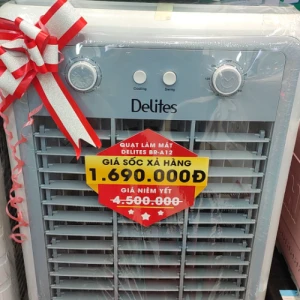 Cooling
Swing
Delites
QUẠT LÀM MÁT
DELITES BD-A12
GIÁ SỐC XẢ HÀNG
1.690.000Đ
GIÁ NIÊM YẾT
4.500.000